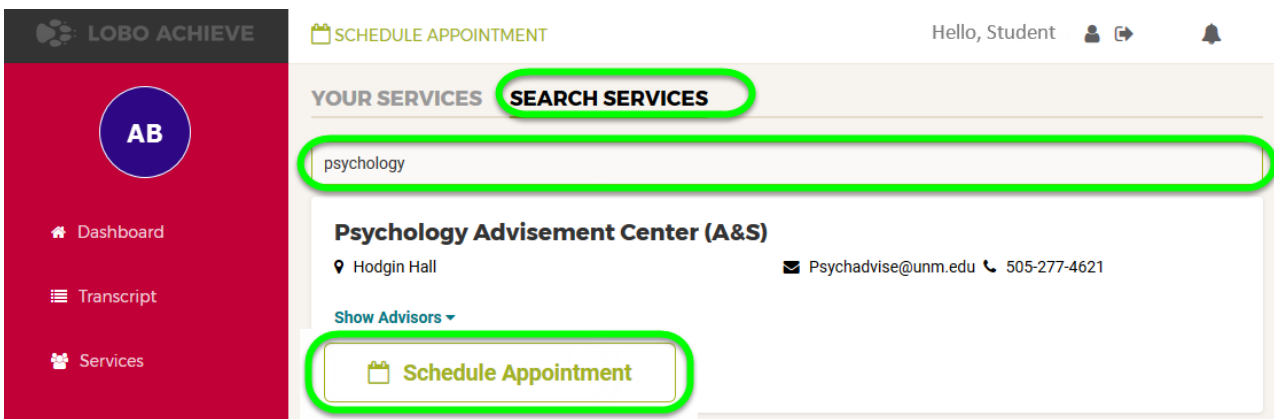 LOBO ACHIEVE
SCHEDULE APPOINTMENT
Hello, Student
AB
Dashboard
Transcript
Services
YOUR SERVICES SEARCH SERVICES
psychology
Psychology Advisement Center (A&S)
Hodgin Hall
Psychadvise@unm.edu 505-277-4621
Show Advisors
Schedule Appointment